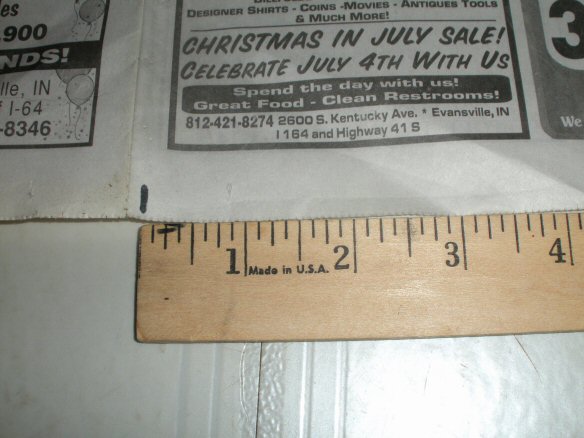 les
-900
NDS!
lle, IN
I-64
-8346
DESIGNER SHIRTS - COINS -MOVIES - ANTIQUES TOOLS
& MUCH MORE!
CHRISTMAS IN JULY SALE!
CELEBRATE JULY 4TH WITH US
Spend the day with us!
Great Food - Clean Restrooms!
812-421-8274 2600 S. Kentucky Ave. * Evansville, IN
I 164 and Highway 41 S
3
We
1 Made in U.S.A. 2 3 4